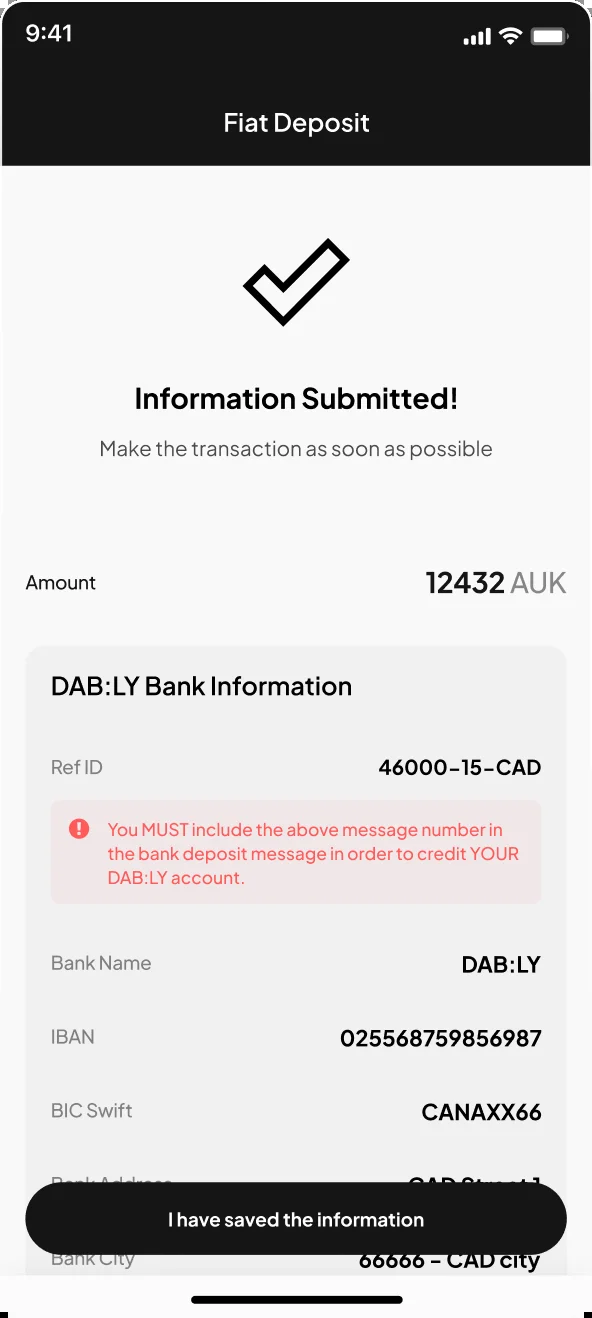 9:41
Fiat Deposit
Information Submitted!
Make the transaction as soon as possible
Amount 12432 AUK
DAB:LY Bank Information
Ref ID 46000-15-CAD
You MUST include the above message number in
the bank deposit message in order to credit YOUR
DAB:LY account.
Bank Name DAB:LY
IBAN 025568759856987
BIC Swift CANAXX66
Bank Address CAD Street 1
I have saved the information
Bank City 66666 - CAD city